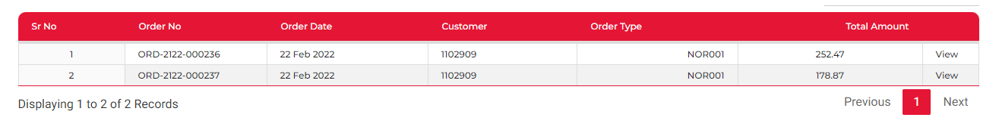 Sr No Order No Order Date Customer Order Type Total Amount
1 ORD-2122-000236 22 Feb 2022 1102909 NOR001 252.47 View
2 ORD-2122-000237 22 Feb 2022 1102909 NOR001 178.87 View
Displaying 1 to 2 of 2 Records Previous 1 Next